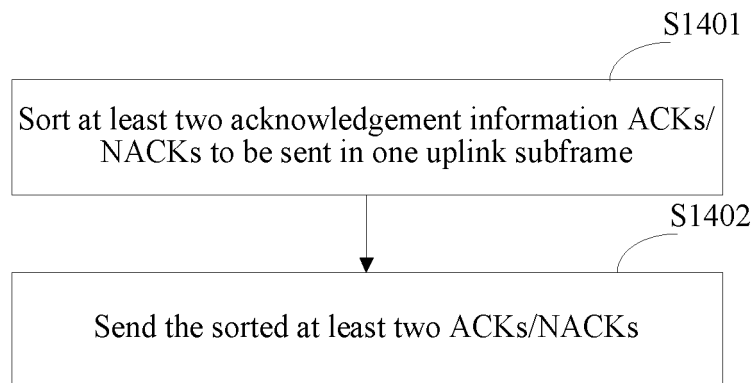 S1401
Sort at least two acknowledgement information ACKs/
NACKs to be sent in one uplink subframe
S1402
Send the sorted at least two ACKs/NACKs